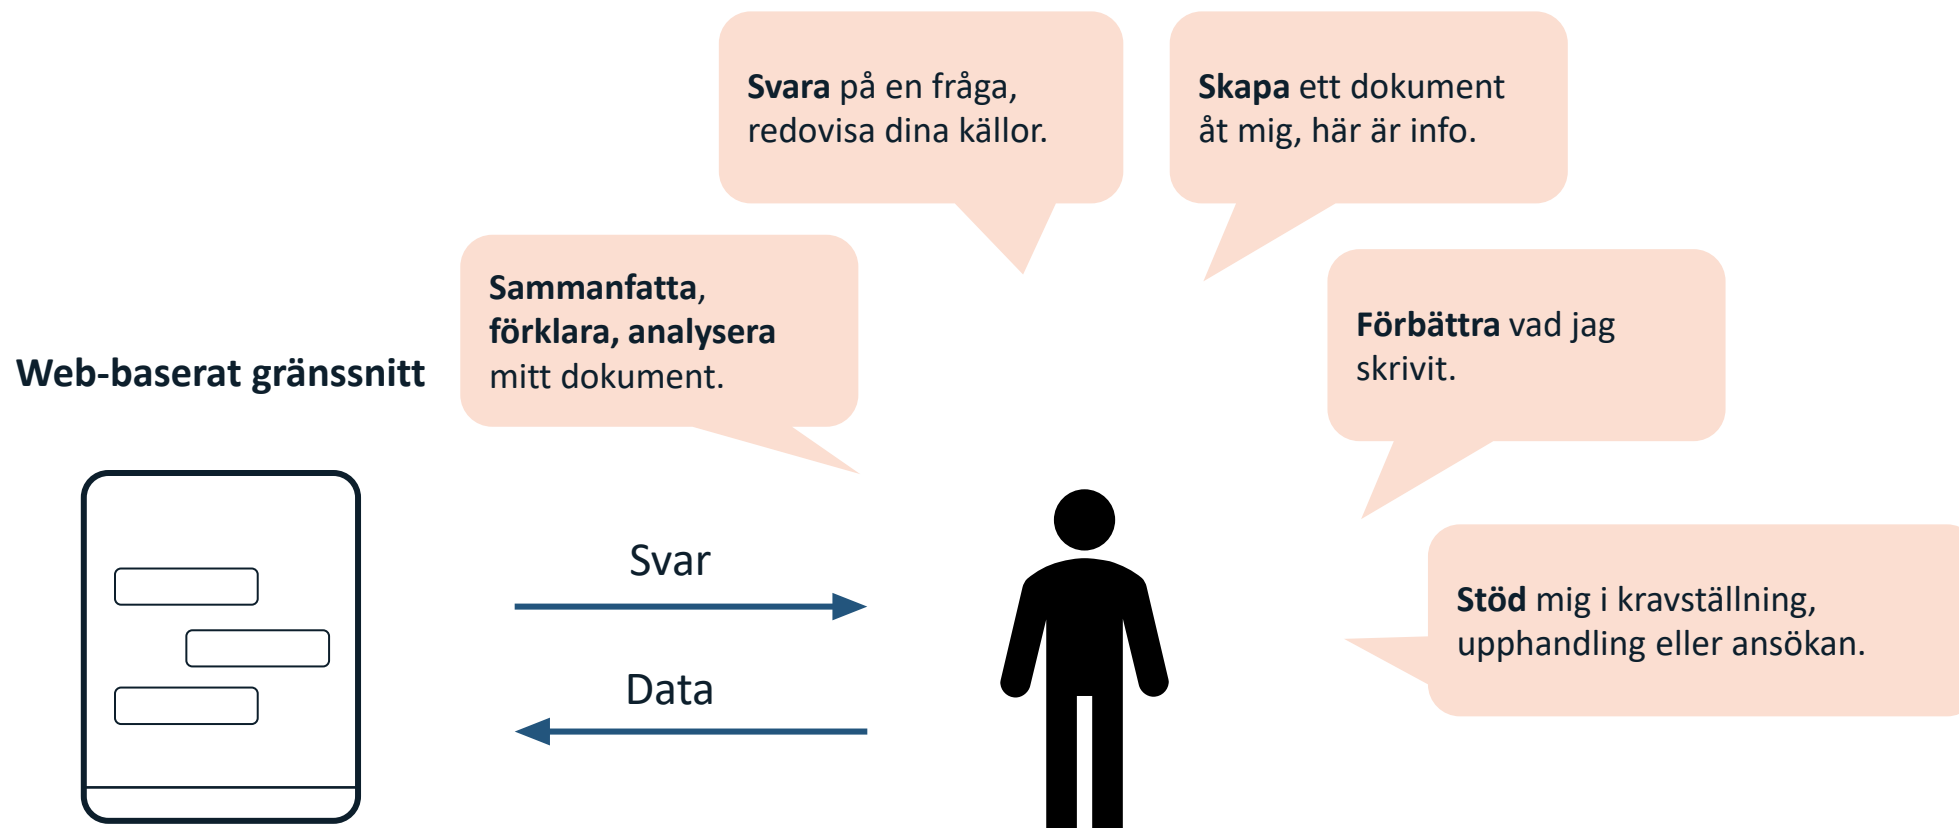 Svara på en fråga,
redovisa dina källor.
Skapa ett dokument
åt mig, här är info.
Sammanfatta,
förklara, analysera
mitt dokument.
Förbättra vad jag
skrivit.
Web-baserat gränssnitt
Svar
Stöd mig i kravställning,
upphandling eller ansökan.
Data